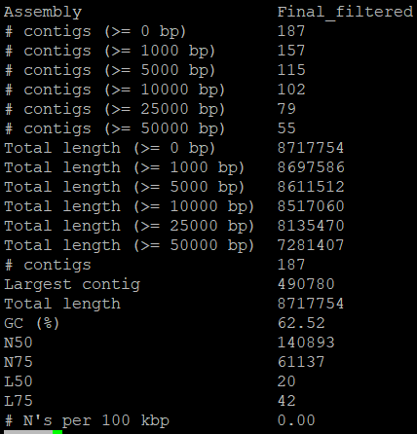 Assembly Final_filtered
# contigs (>= 0 bp) 187
# contigs (>= 1000 bp) 157
# contigs (>= 5000 bp) 115
# contigs (>= 10000 bp) 102
# contigs (>= 25000 bp) 79
# contigs (>= 50000 bp) 55
Total length (>= 0 bp) 8717754
Total length (>= 1000 bp) 8697586
Total length (>= 5000 bp) 8611512
Total length (>= 10000 bp) 8517060
Total length (>= 25000 bp) 8135470
Total length (>= 50000 bp) 7281407
# contigs 187
Largest contig 490780
Total length 8717754
GC (%) 62.52
N50 140893
N75 61137
L50 20
L75 42
# N's per 100 kbp 0.00